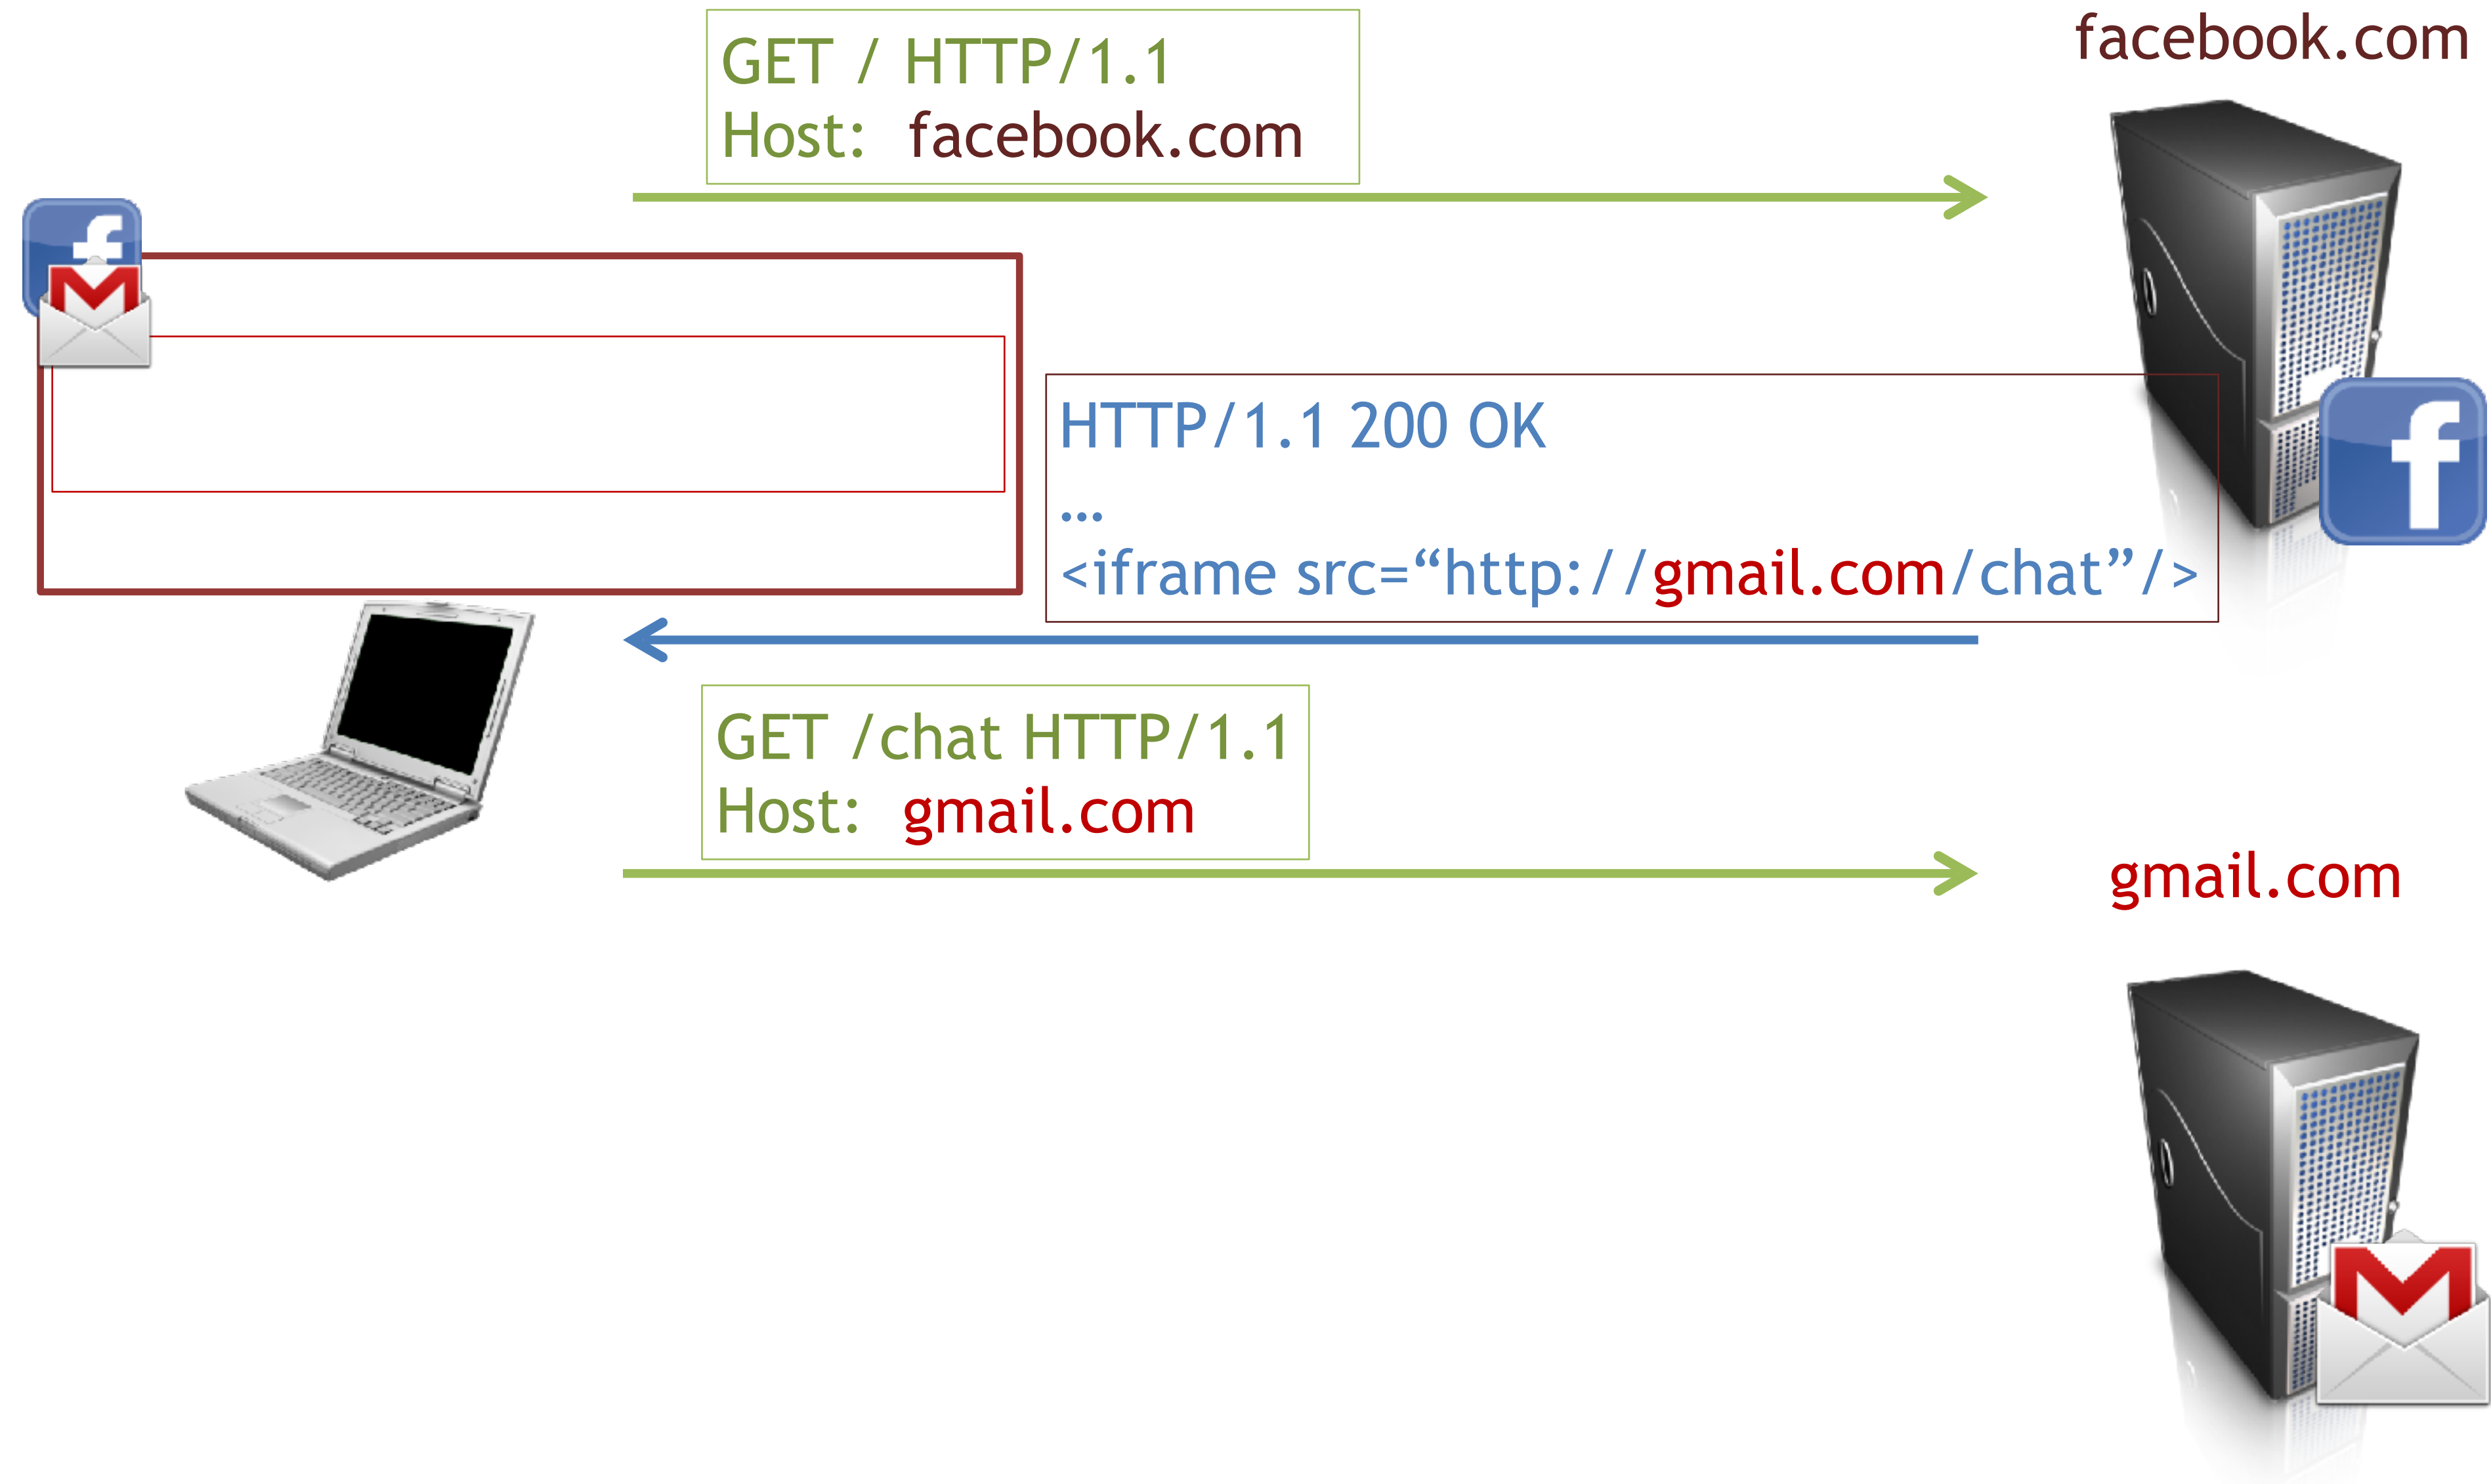 GET / HTTP/1.1
Host: facebook.com
facebook.com
HTTP/1.1 200 OK
…
<iframe src=“http://gmail.com/chat”/>
GET /chat HTTP/1.1
Host: gmail.com
gmail.com